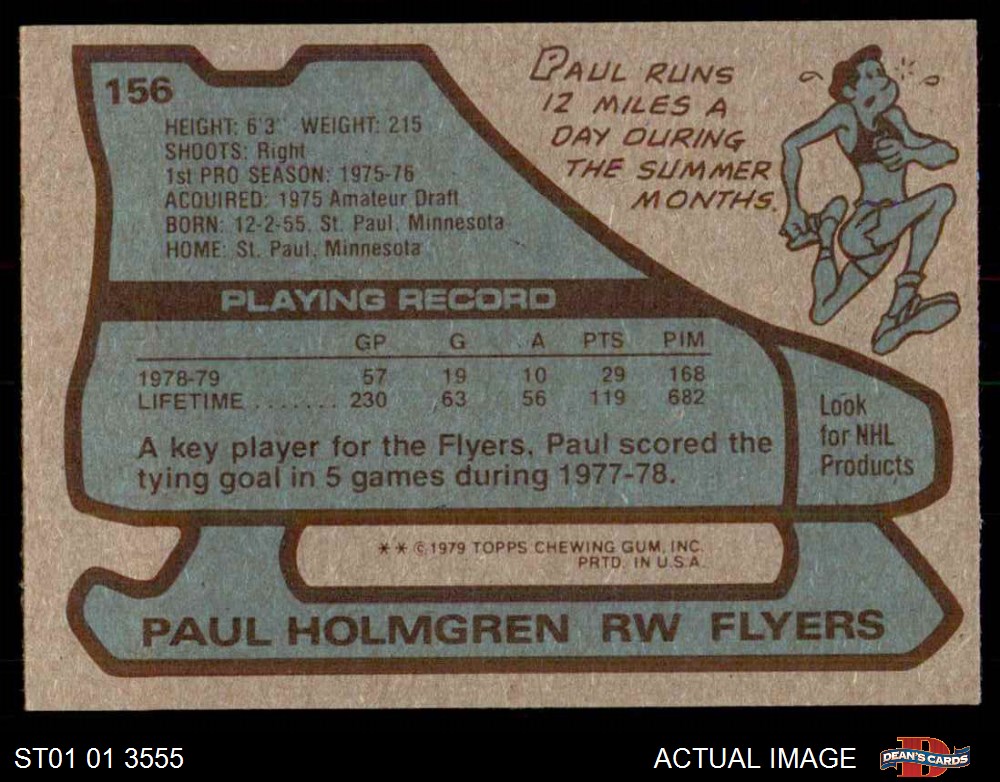 156
HEIGHT: 6'3" WEIGHT: 215
SHOOTS: Right
1st PRO SEASON: 1975-76
ACQUIRED: 1975 Amateur Draft
BORN: 12-2-55, St. Paul, Minnesota
HOME: St. Paul, Minnesota
PAUL RUNS
12 MILES A
DAY DURING
THE SUMMER
MONTHS.
PLAYING RECORD
GP G A PTS PIM
1978-79 57 19 10 29 168
LIFETIME ........ 230 63 56 119 682
A key player for the Flyers, Paul scored the
tying goal in 5 games during 1977-78.
Look
for NHL
Products
** © 1979 TOPPS CHEWING GUM, INC.
PRTD. IN U.S.A.
PAUL HOLMGREN RW FLYERS
ST01 01 3555
ACTUAL IMAGE
DEAN'S CARDS